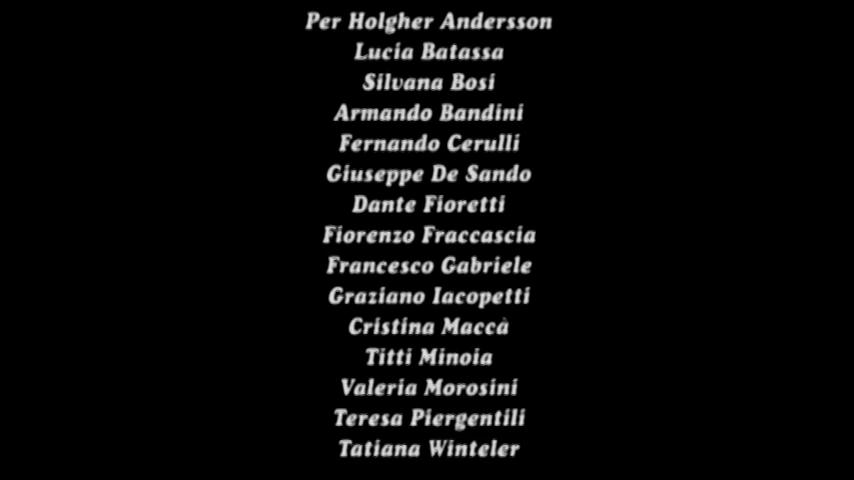 Per Holgher Andersson
Lucia Batassa
Silvana Bosi
Armando Bandini
Fernando Cerulli
Giuseppe De Sando
Dante Fioretti
Fiorenzo Fraccascia
Francesco Gabriele
Graziano Iacopetti
Cristina Maccà
Titti Minoia
Valeria Morosini
Teresa Piergentili
Tatiana Winteler